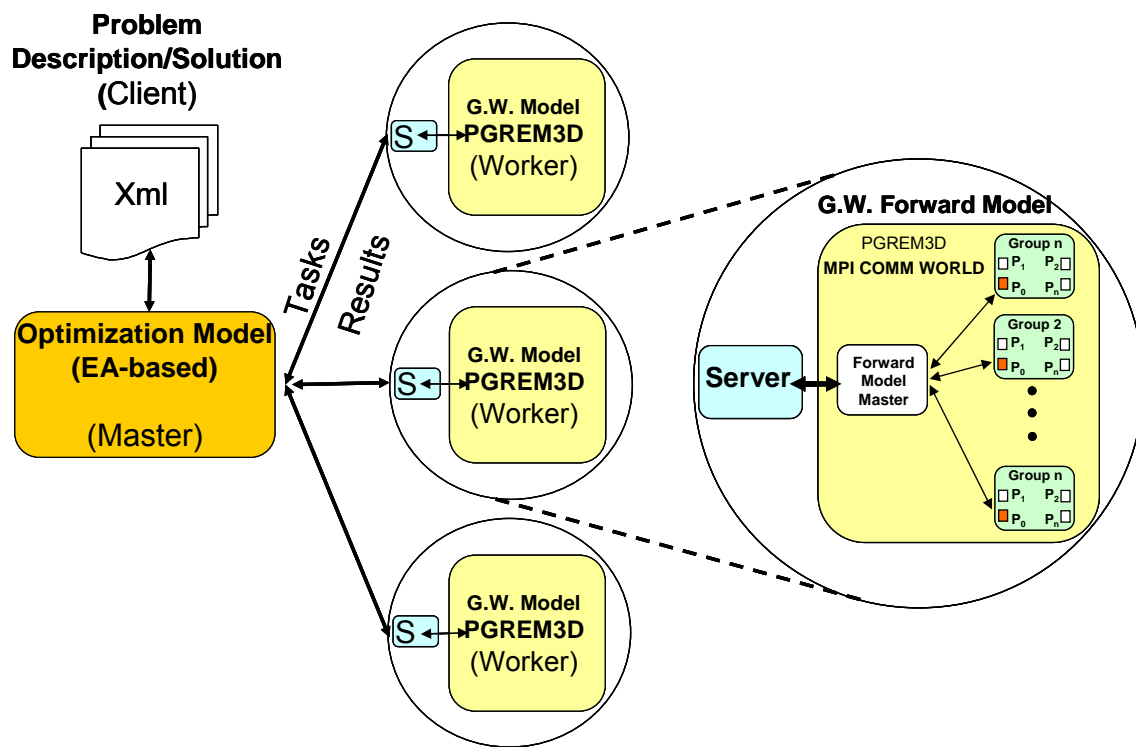 Problem
Description/Solution
(Client)
Xml
Optimization Model
(EA-based)
(Master)
Tasks
Results
S
G.W. Model
PGREM3D
(Worker)
S
G.W. Model
PGREM3D
(Worker)
S
G.W. Model
PGREM3D
(Worker)
G.W. Forward Model
PGREM3D
MPI COMM WORLD
Server
Forward
Model
Master
Group n
P1 P2
P0 Pn
Group 2
P1 P2
P0 Pn
Group n
P1 P2
P0 Pn